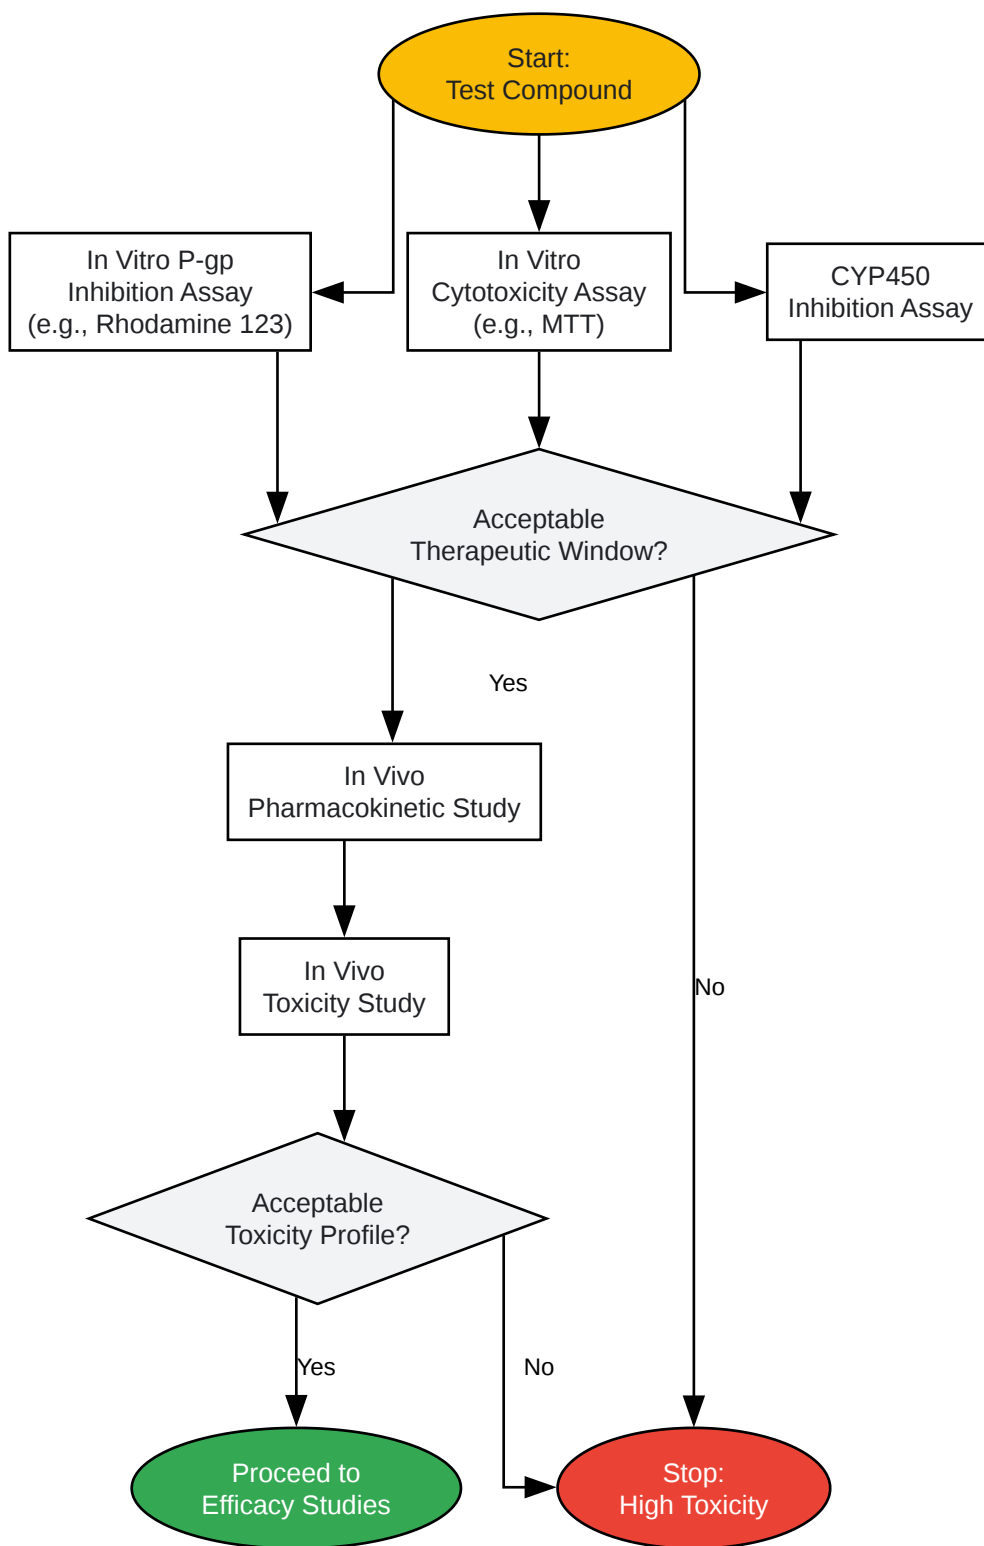 Start:
Test Compound
In Vitro P-gp
Inhibition Assay
(e.g., Rhodamine 123)
In Vitro
Cytotoxicity Assay
(e.g., MTT)
CYP450
Inhibition Assay
Acceptable
Therapeutic Window?
Yes
In Vivo
Pharmacokinetic Study
In Vivo
Toxicity Study
No
Acceptable
Toxicity Profile?
Yes
No
Proceed to
Efficacy Studies
Stop:
High Toxicity